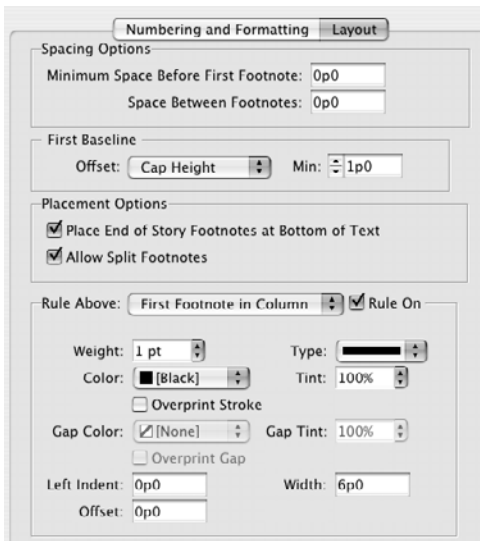 Numbering and Formatting Layout
Spacing Options
Minimum Space Before First Footnote: 0p0
Space Between Footnotes: 0p0
First Baseline
Offset: Cap Height Min: 1p0
Placement Options
Place End of Story Footnotes at Bottom of Text
Allow Split Footnotes
Rule Above: First Footnote in Column Rule On
Weight: 1 pt Type:
Color: [Black] Tint: 100%
Overprint Stroke
Gap Color: [None] Gap Tint: 100%
Overprint Gap
Left Indent: 0p0 Width: 6p0
Offset: 0p0